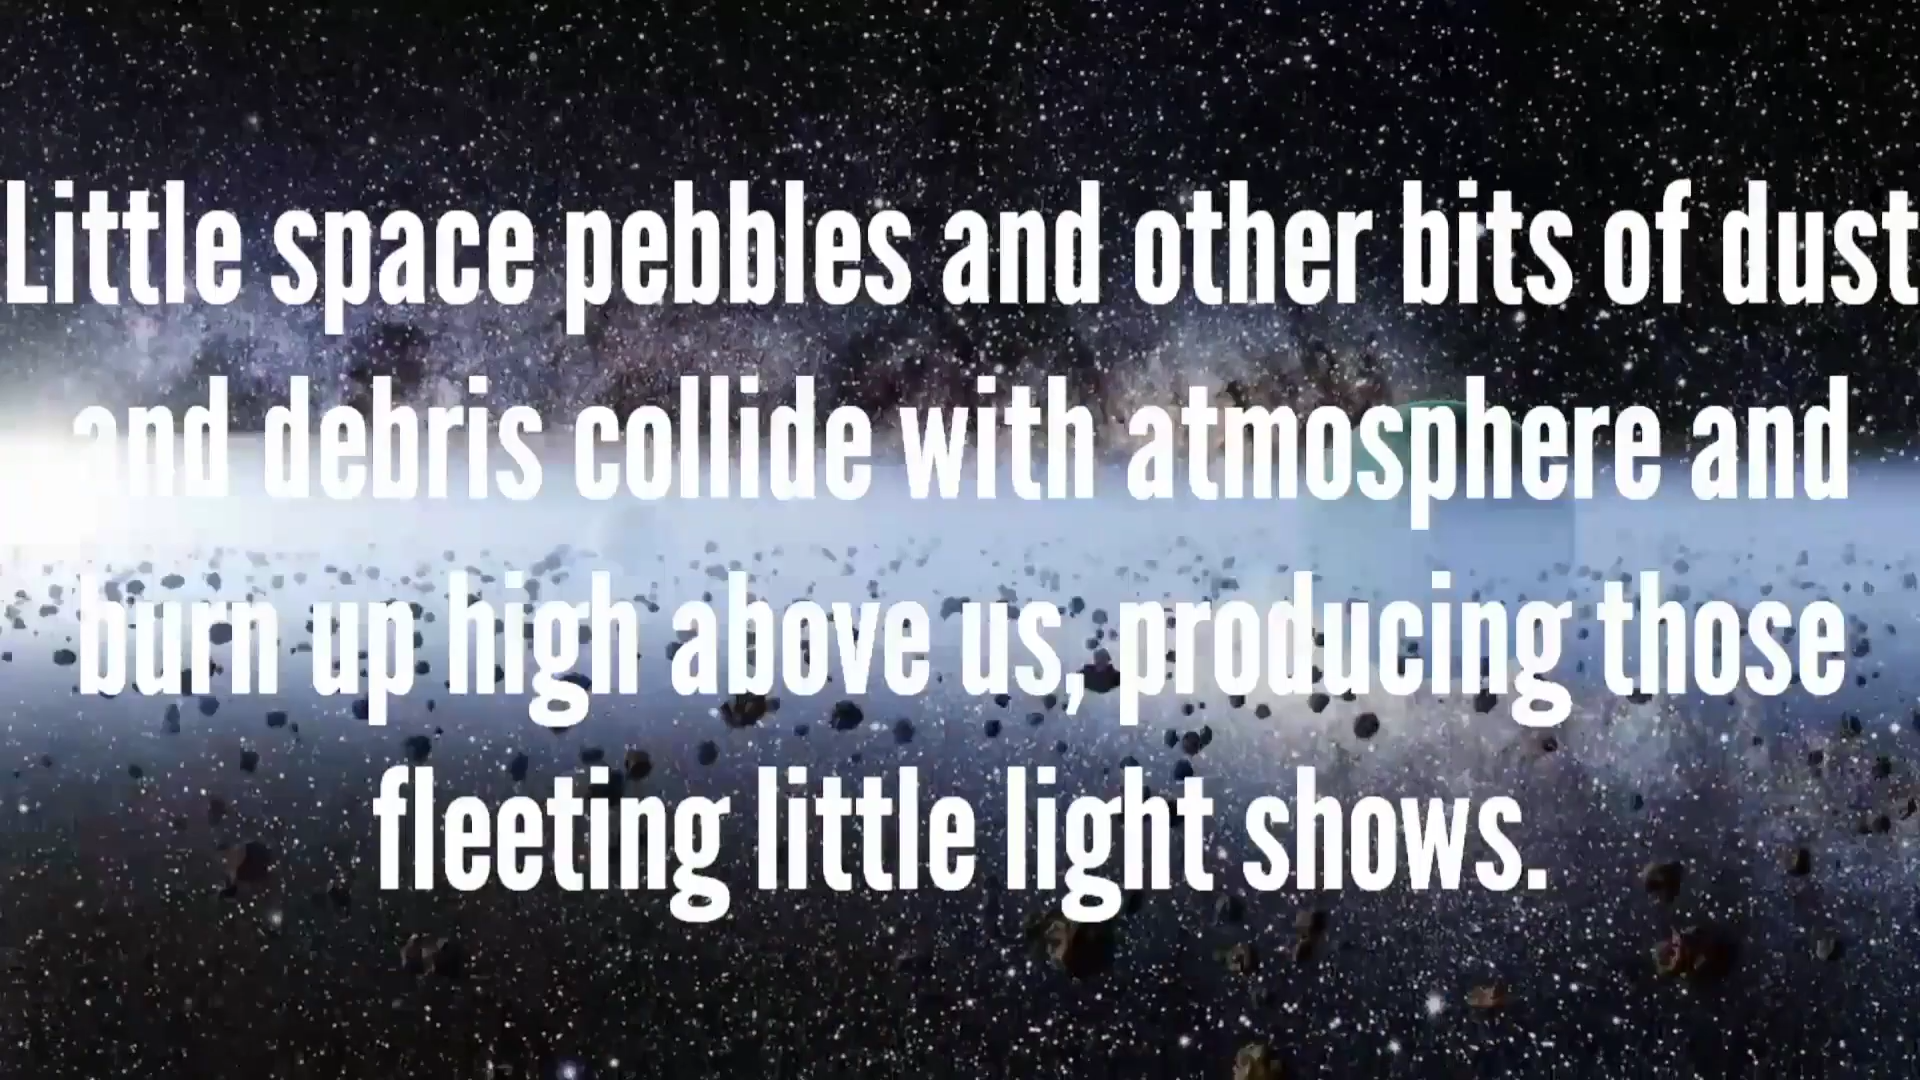 Little space pebbles and other bits of dust
and debris collide with atmosphere and
burn up high above us, producing those
fleeting little light shows.